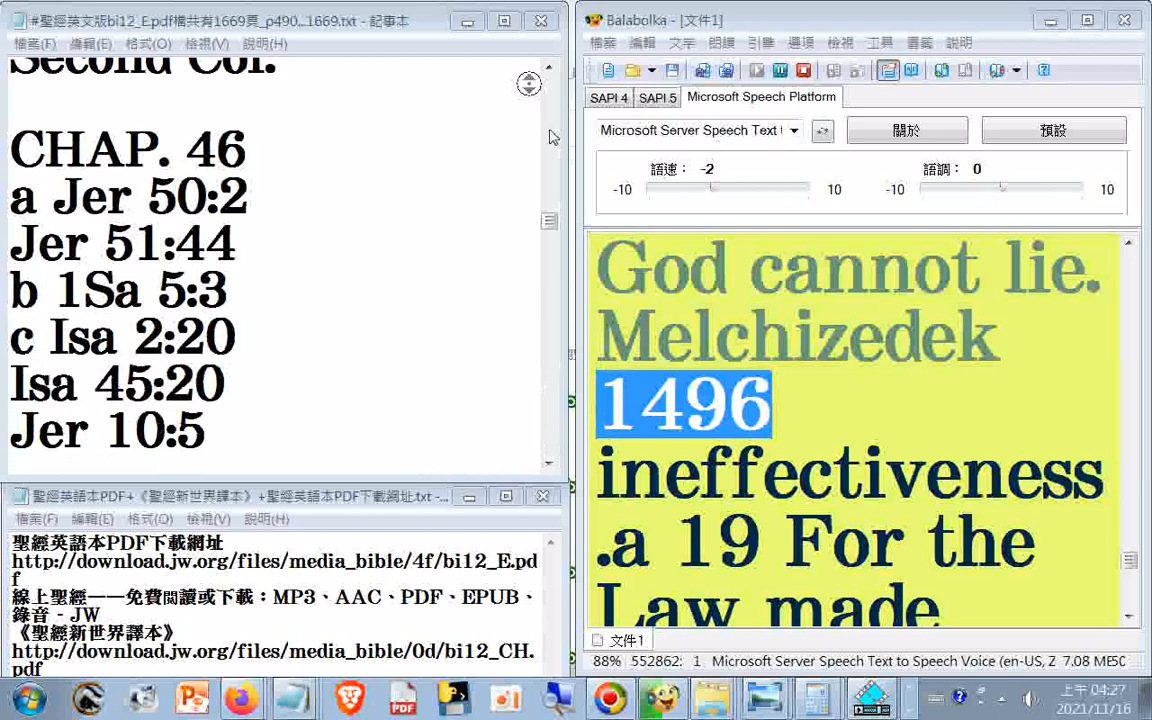 #聖經英文版bi12_E.pdf檔共有1669頁_p490...1669.txt - 記事本
檔案(F) 編輯(E) 格式(O) 檢視(V) 說明(H)
Second Col.
CHAP. 46
a Jer 50:2
Jer 51:44
b 1Sa 5:3
c Isa 2:20
Isa 45:20
Jer 10:5
聖經英語本PDF+《聖經新世界譯本》+聖經英語本PDF下載網址.txt - ...
檔案(F) 編輯(E) 格式(O) 檢視(V) 說明(H)
聖經英語本PDF下載網址
http://download.jw.org/files/media_bible/4f/bi12_E.pd
f
線上聖經——免費閱讀或下載：MP3、AAC、PDF、EPUB、
錄音 - JW
《聖經新世界譯本》
http://download.jw.org/files/media_bible/0d/bi12_CH.
pdf
Balabolka - [文件1]
檔案 編輯 文字 朗讀 引擎 選項 檢視 工具 書籤 說明
SAPI 4 SAPI 5 Microsoft Speech Platform
Microsoft Server Speech Text 關於 預設
語速： -2 語調： 0
-10 10 -10 10
God cannot lie.
Melchizedek
1496
ineffectiveness
.a 19 For the
Law made
文件1
88% 552862: 1 Microsoft Server Speech Text to Speech Voice (en-US, Z 7.08 МБ
上午 04:27
2021/11/16